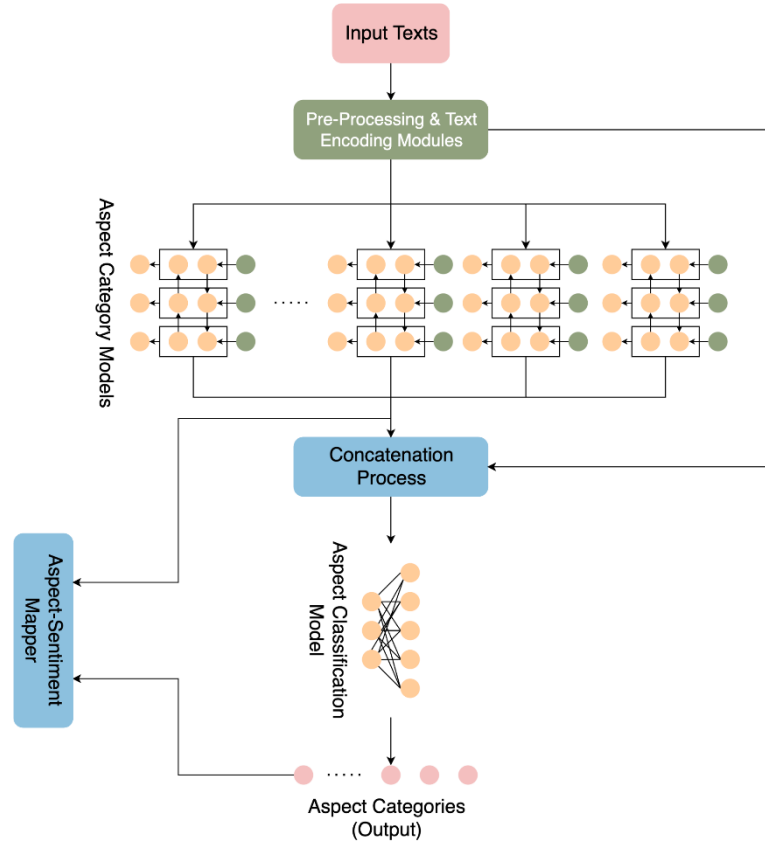 Input Texts
Pre-Processing & Text
Encoding Modules
Aspect Category Models
.....
Concatenation
Process
Aspect-Sentiment
Mapper
Aspect Classification
Model
.....
Aspect Categories
(Output)